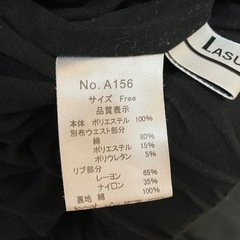 No.A156
サイズ Free
品質表示
本体 ポリエステル 100%
別布ウエスト部分
綿 80%
ポリエステル 15%
ポリウレタン 5%
リブ部分
レーヨン 65%
ナイロン 35%
裏地 綿 100%
LASU